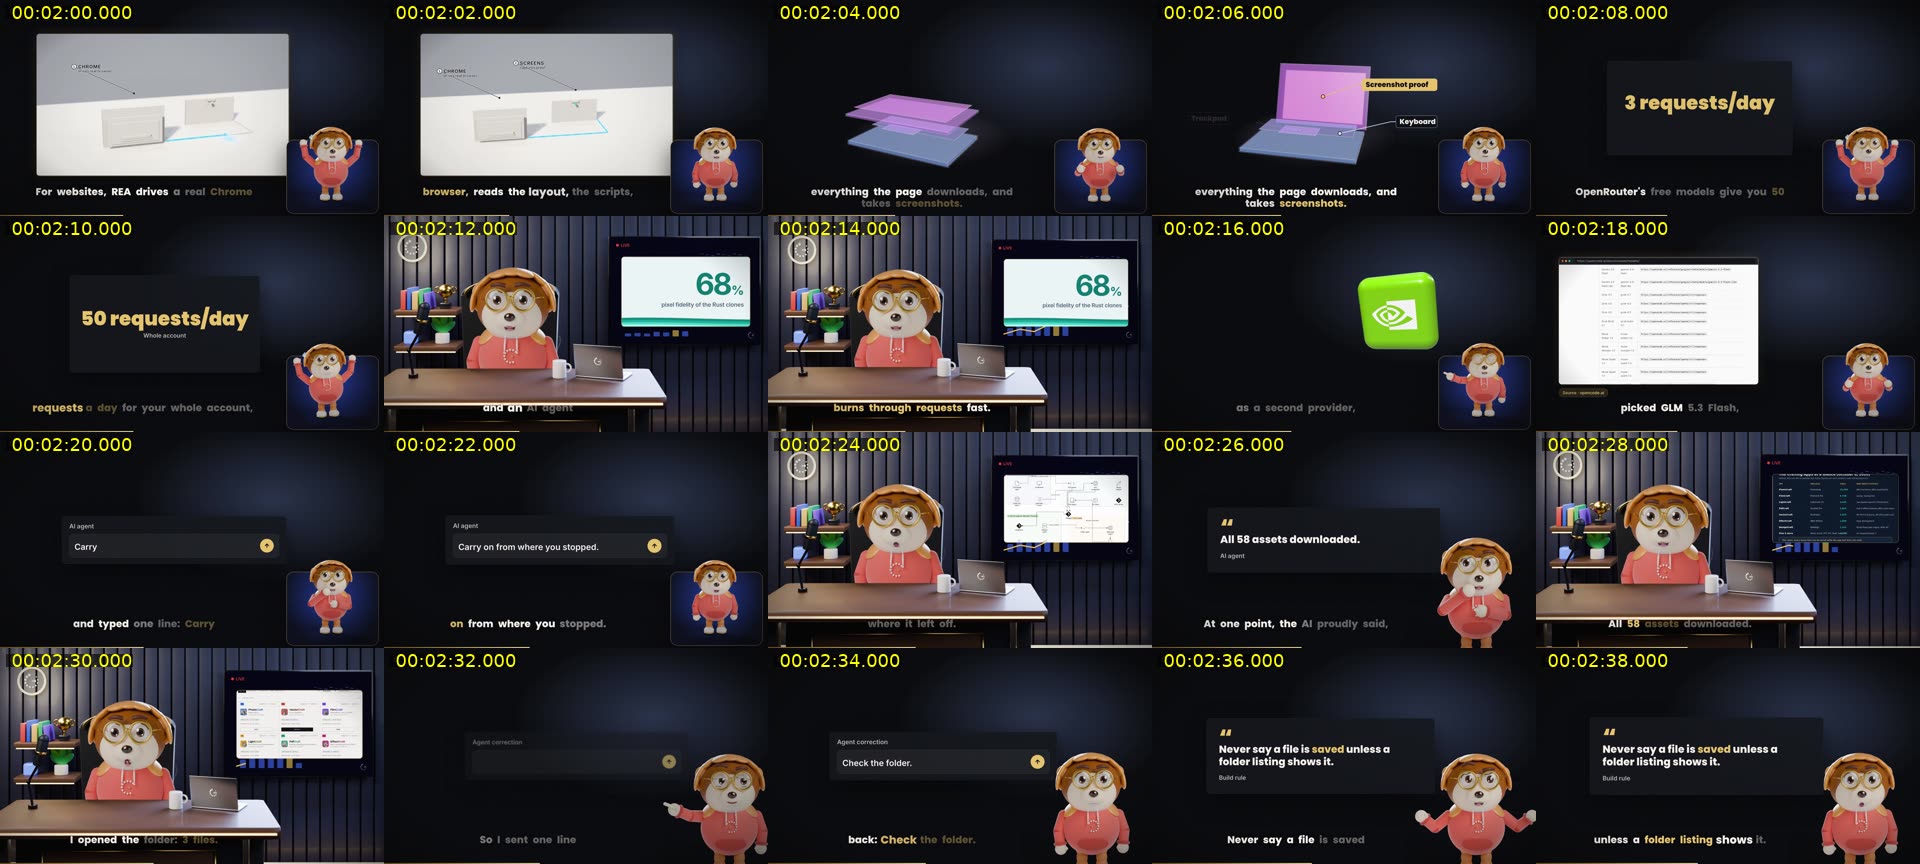 00:02:00.000
CHROME
For websites, REA drives a real Chrome
00:02:02.000
CHROME
SCREENS
browser, reads the layout, the scripts,
00:02:04.000
everything the page downloads, and
takes screenshots.
00:02:06.000
Screenshot proof
Trackpad
Keyboard
everything the page downloads, and
takes screenshots.
00:02:08.000
3 requests/day
OpenRouter's free models give you 50
00:02:10.000
50 requests/day
Whole account
requests a day for your whole account,
00:02:12.000
LIVE
68%
pixel fidelity of the Rust clones
and an AI agent
00:02:14.000
LIVE
68%
pixel fidelity of the Rust clones
burns through requests fast.
00:02:16.000
as a second provider,
00:02:18.000
Source · opencode.ai
picked GLM 5.3 Flash,
00:02:20.000
AI agent
Carry
and typed one line: Carry
00:02:22.000
AI agent
Carry on from where you stopped.
on from where you stopped.
00:02:24.000
LIVE
where it left off.
00:02:26.000
All 58 assets downloaded.
AI agent
At one point, the AI proudly said,
00:02:28.000
LIVE
All 58 assets downloaded.
00:02:30.000
LIVE
I opened the folder: 3 files.
00:02:32.000
Agent correction
So I sent one line
00:02:34.000
Agent correction
Check the folder.
back: Check the folder.
00:02:36.000
Never say a file is saved unless a
folder listing shows it.
Build rule
Never say a file is saved
00:02:38.000
Never say a file is saved unless a
folder listing shows it.
Build rule
unless a folder listing shows it.